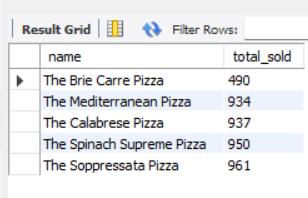 Result Grid Filter Rows:
name total_sold
The Brie Carre Pizza 490
The Mediterranean Pizza 934
The Calabrese Pizza 937
The Spinach Supreme Pizza 950
The Soppressata Pizza 961